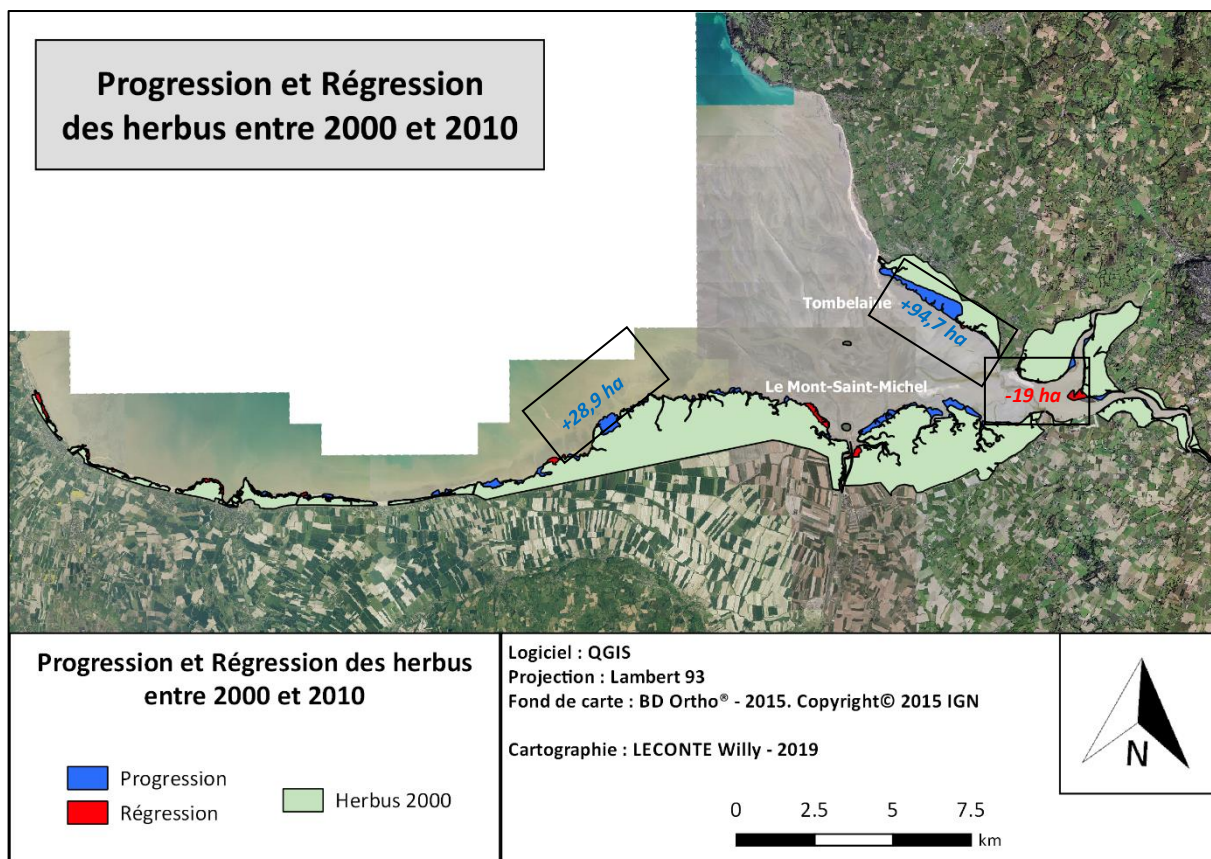 Progression et Régression
des herbus entre 2000 et 2010
Tombelaine
+94,7 ha
Le Mont-Saint-Michel
-19 ha
+28,9 ha
Progression et Régression des herbus
entre 2000 et 2010
Progression
Régression
Herbus 2000
Logiciel : QGIS
Projection : Lambert 93
Fond de carte : BD Ortho® - 2015. Copyright© 2015 IGN
Cartographie : LECONTE Willy - 2019
N
0 2.5 5 7.5
km